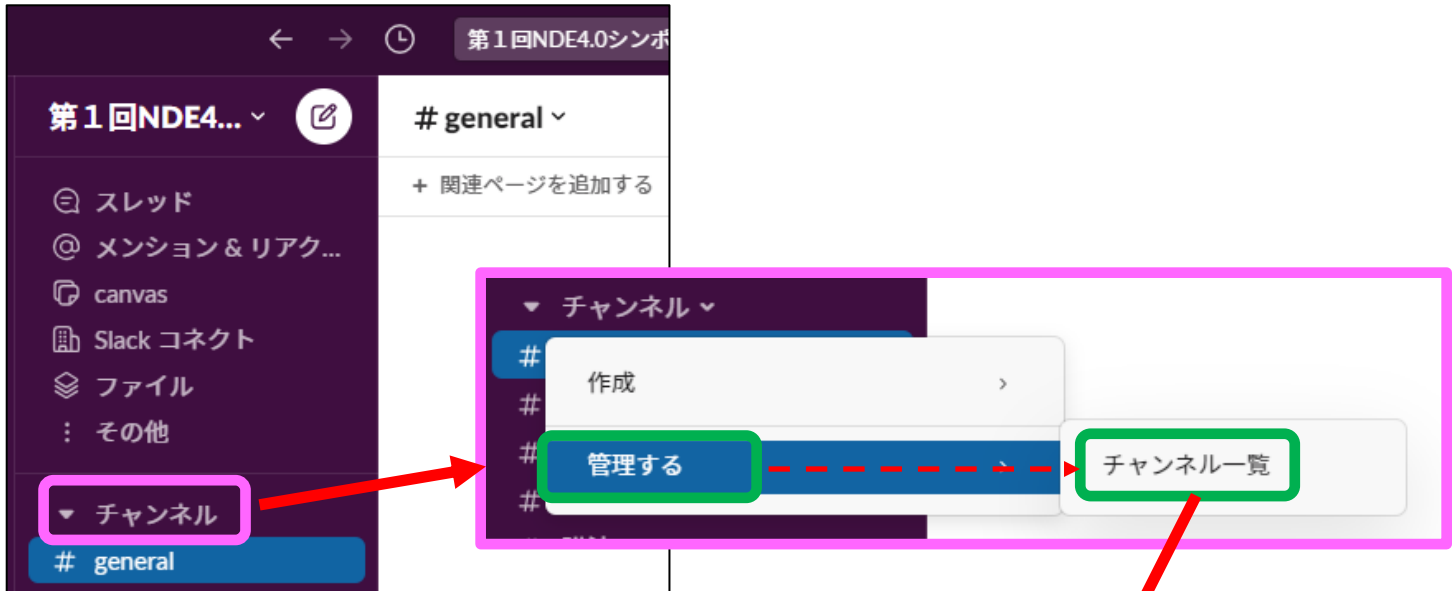 第１回NDE4.0シンポ
第１回NDE4...
# general
+ 関連ページを追加する
スレッド
メンション & リアク...
canvas
Slack コネクト
ファイル
その他
チャンネル
# general
チャンネル
#
作成
#
#
管理する
チャンネル一覧
#